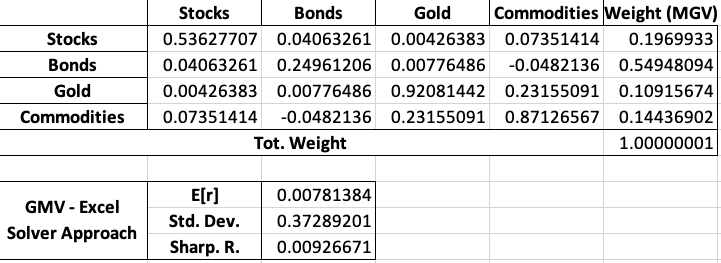 Stocks Bonds Gold Commodities Weight (MGV)
Stocks 0.53627707 0.04063261 0.00426383 0.07351414 0.1969933
Bonds 0.04063261 0.24961206 0.00776486 -0.0482136 0.54948094
Gold 0.00426383 0.00776486 0.92081442 0.23155091 0.10915674
Commodities 0.07351414 -0.0482136 0.23155091 0.87126567 0.14436902
Tot. Weight 1.00000001
GMV - Excel Solver Approach
E[r] 0.00781384
Std. Dev. 0.37289201
Sharp. R. 0.00926671